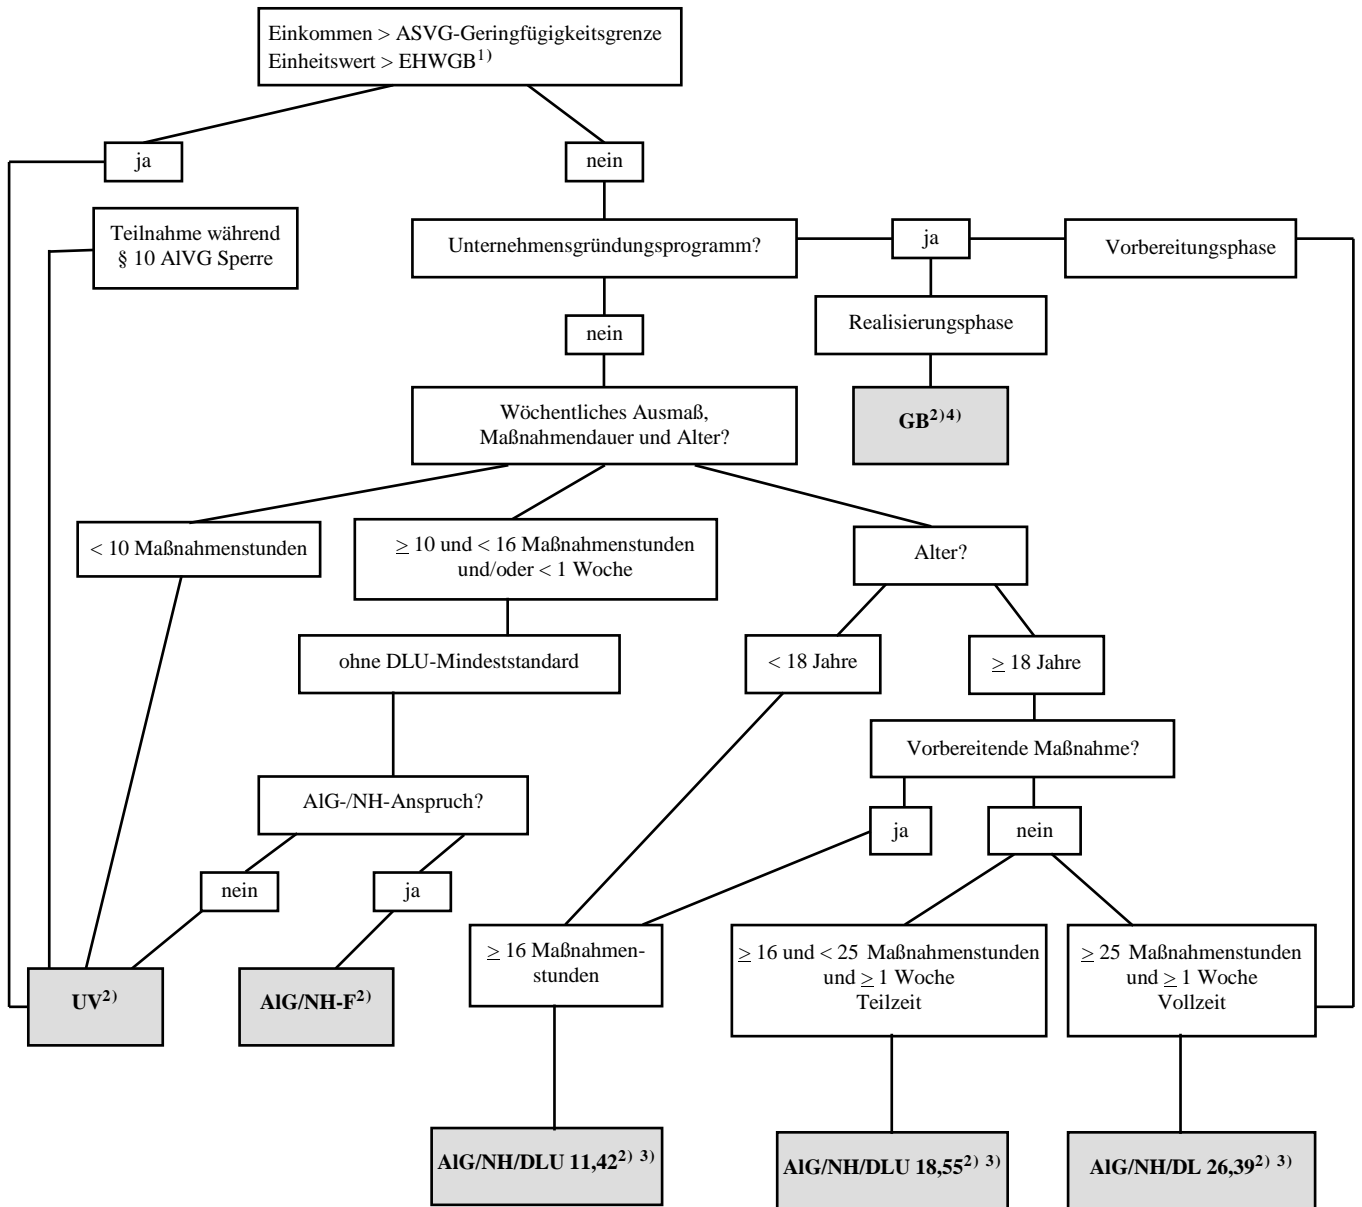 Einkommen > ASVG-Geringfügigkeitsgrenze
Einheitswert > EHWGB1)
ja
nein
Teilnahme während
§ 10 AlVG Sperre
Unternehmensgründungsprogramm?
ja
Vorbereitungsphase
nein
Realisierungsphase
Wöchentliches Ausmaß,
Maßnahmendauer und Alter?
GB2)4)
< 10 Maßnahmenstunden
≥ 10 und < 16 Maßnahmenstunden
und/oder < 1 Woche
Alter?
ohne DLU-Mindeststandard
< 18 Jahre
≥ 18 Jahre
Vorbereitende Maßnahme?
AlG-/NH-Anspruch?
ja
nein
nein
ja
≥ 16 Maßnahmen-
stunden
≥ 16 und < 25 Maßnahmenstunden
und ≥ 1 Woche
Teilzeit
≥ 25 Maßnahmenstunden
und ≥ 1 Woche
Vollzeit
UV2)
AlG/NH-F2)
AlG/NH/DLU 11,422) 3)
AlG/NH/DLU 18,552) 3)
AlG/NH/DL 26,392) 3)